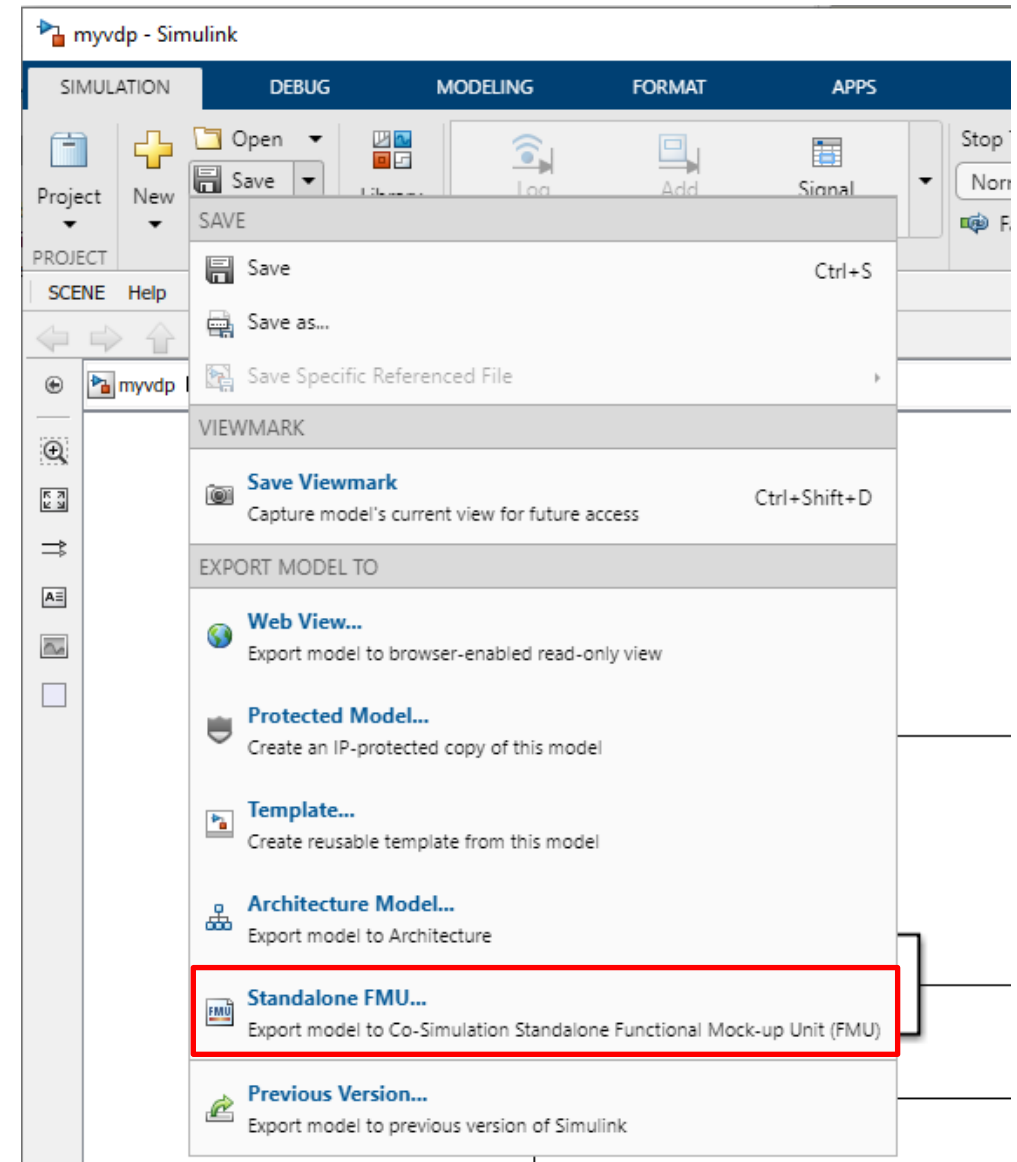 myvdp - Simulink
SIMULATION DEBUG MODELING FORMAT APPS
Open
Save
Project New Log Add Signal
Stop
PROJECT
SCENE Help
myvdp
SAVE
Save Ctrl+S
Save as...
Save Specific Referenced File
VIEWMARK
Save Viewmark
Capture model's current view for future access Ctrl+Shift+D
EXPORT MODEL TO
Web View...
Export model to browser-enabled read-only view
Protected Model...
Create an IP-protected copy of this model
Template...
Create reusable template from this model
Architecture Model...
Export model to Architecture
FMU
Standalone FMU...
Export model to Co-Simulation Standalone Functional Mock-up Unit (FMU)
Previous Version...
Export model to previous version of Simulink